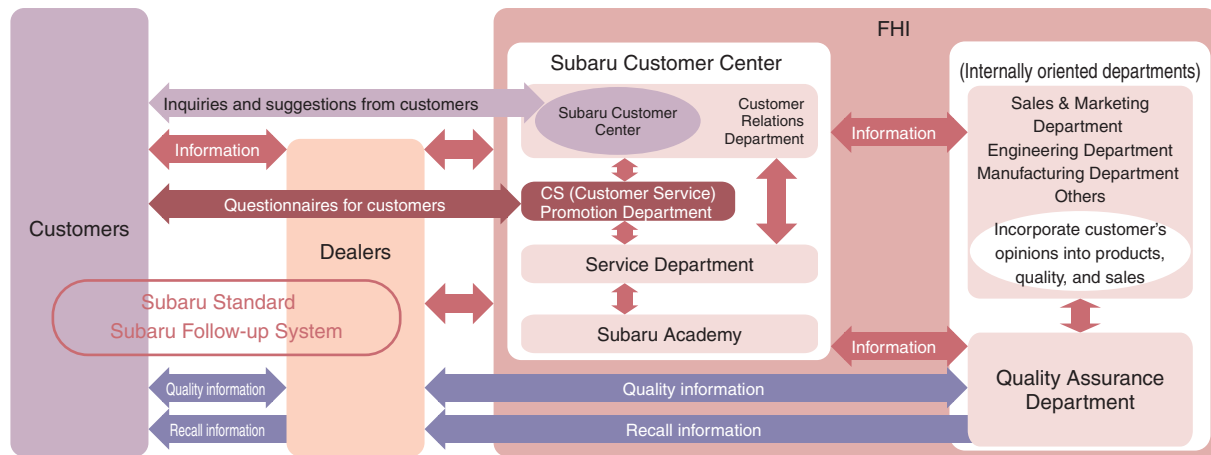 FHI
Subaru Customer Center
(Internally oriented departments)
Inquiries and suggestions from customers
Subaru Customer
Center
Customer
Relations
Department
Information
Sales & Marketing
Department
Engineering Department
Manufacturing Department
Others
Information
CS (Customer Service)
Promotion Department
Questionnaires for customers
Customers
Dealers
Incorporate customer's
opinions into products,
quality, and sales
Service Department
Subaru Standard
Subaru Follow-up System
Subaru Academy
Information
Quality information
Quality information
Quality Assurance
Department
Recall information
Recall information